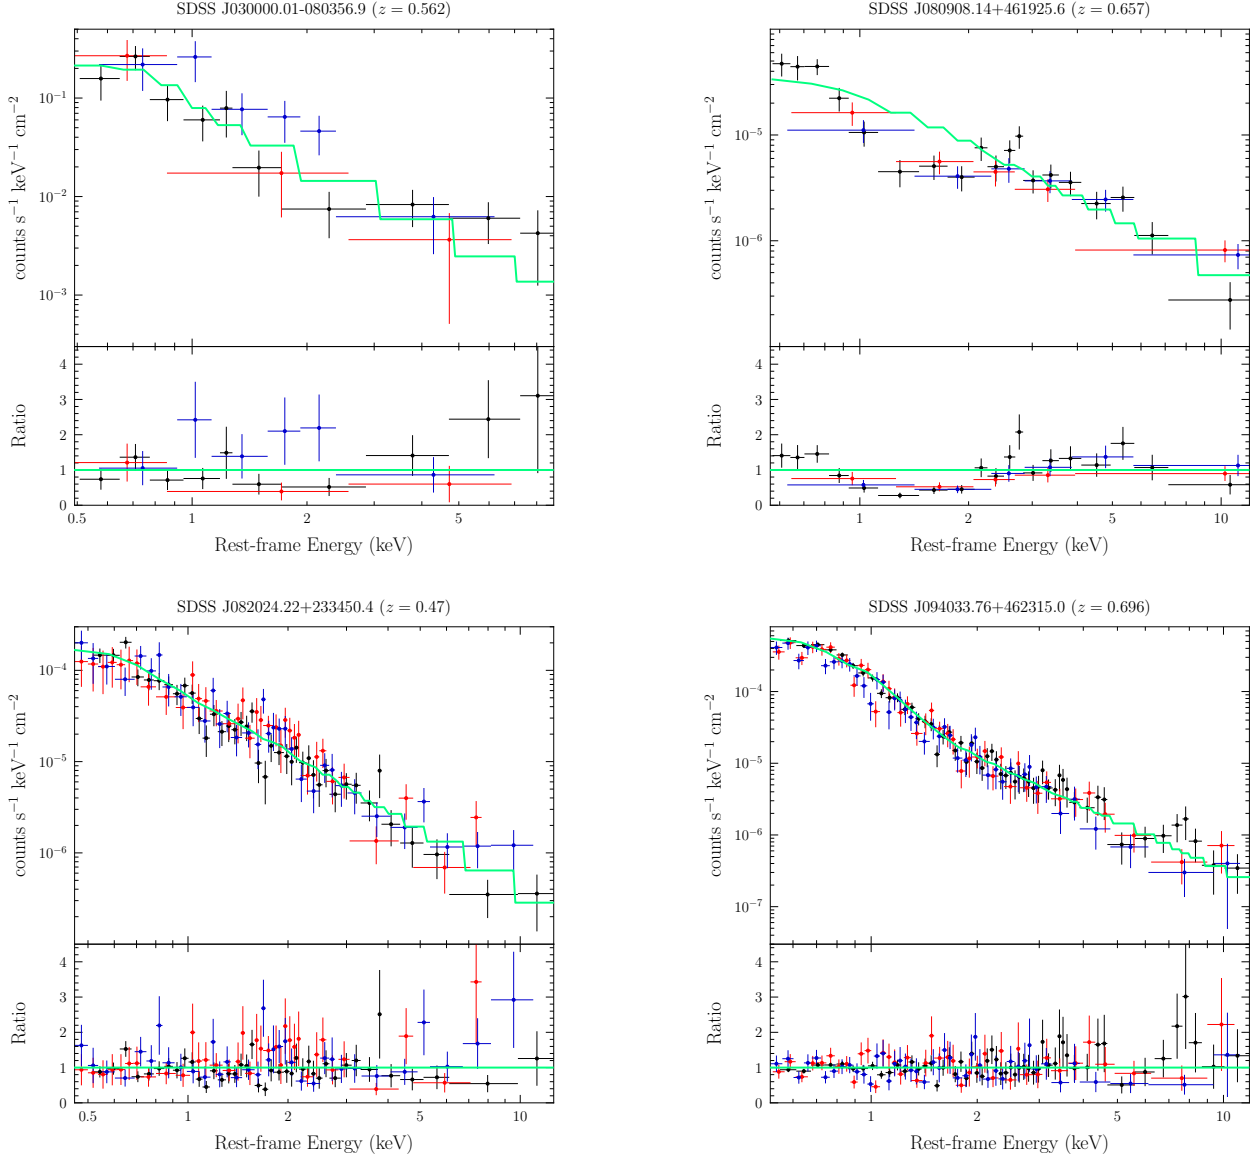 SDSS J030000.01-080356.9 (z = 0.562)
counts s⁻¹ keV⁻¹ cm⁻²
10⁻¹
10⁻²
10⁻³
Ratio
4
3
2
1
0
0.5 1 2 5
Rest-frame Energy (keV)
SDSS J080908.14+461925.6 (z = 0.657)
counts s⁻¹ keV⁻¹ cm⁻²
10⁻⁵
10⁻⁶
Ratio
4
3
2
1
0
1 2 5 10
Rest-frame Energy (keV)
SDSS J082024.22+233450.4 (z = 0.47)
counts s⁻¹ keV⁻¹ cm⁻²
10⁻⁴
10⁻⁵
10⁻⁶
Ratio
4
3
2
1
0
0.5 1 2 5 10
Rest-frame Energy (keV)
SDSS J094033.76+462315.0 (z = 0.696)
counts s⁻¹ keV⁻¹ cm⁻²
10⁻⁴
10⁻⁵
10⁻⁶
10⁻⁷
Ratio
4
3
2
1
0
1 2 5 10
Rest-frame Energy (keV)